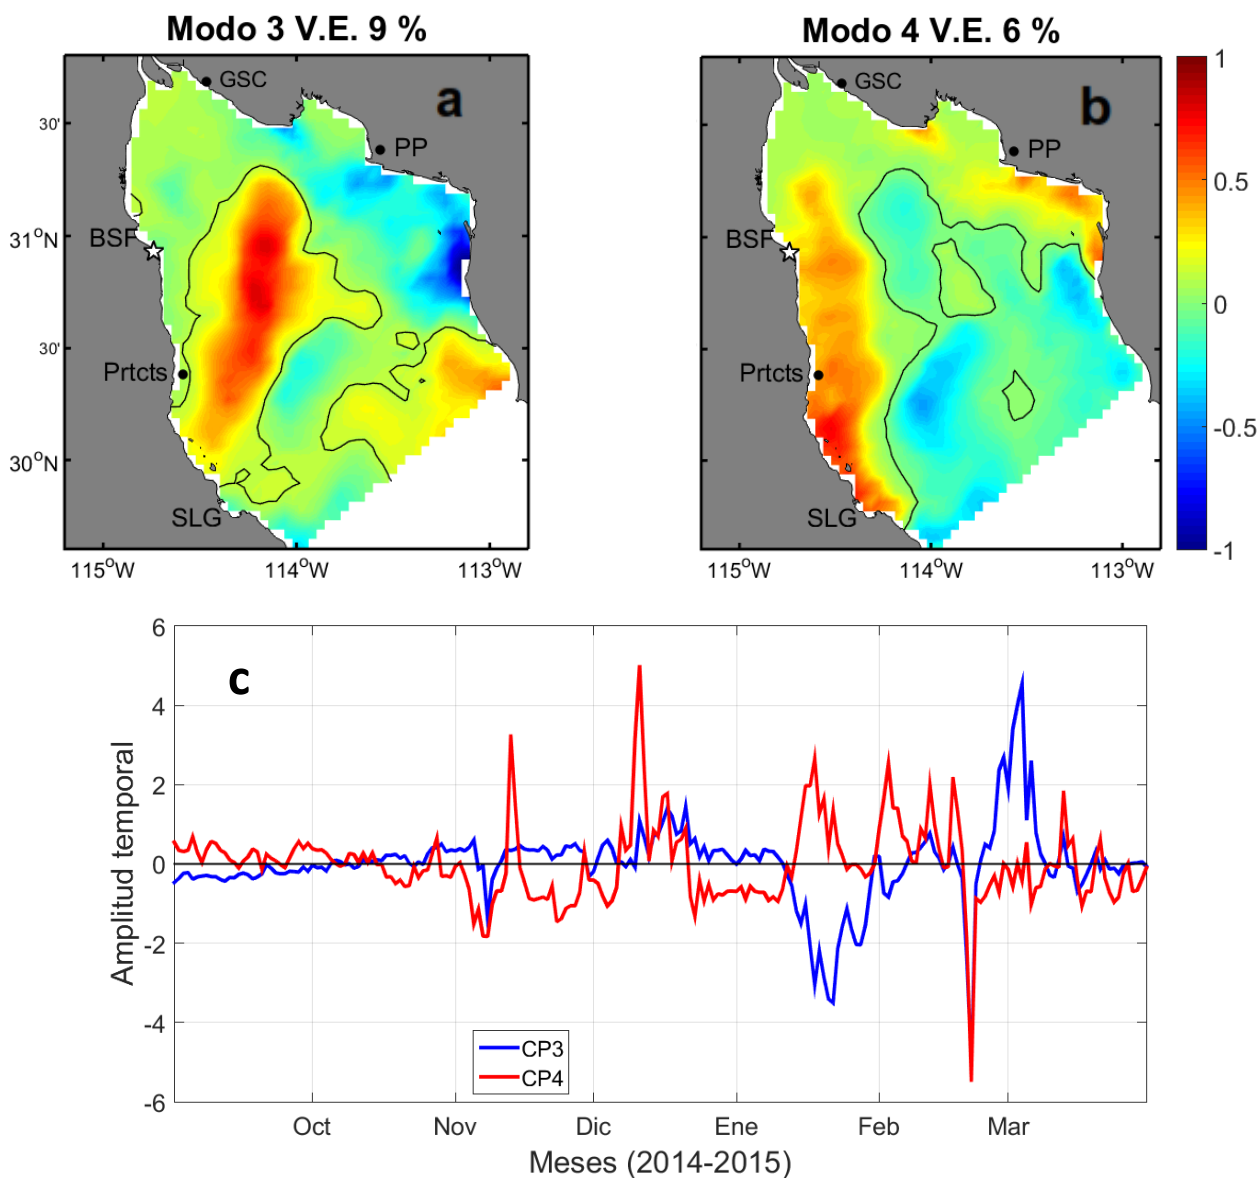 Modo 3 V.E. 9 %
Modo 4 V.E. 6 %
a
GSC
PP
BSF
Prtcts
SLG
30'
31°N
30'
30°N
115°W
114°W
113°W
b
GSC
PP
BSF
Prtcts
SLG
115°W
114°W
113°W
1
0.5
0
-0.5
-1
c
6
4
2
0
-2
-4
-6
Amplitud temporal
CP3
CP4
Oct
Nov
Dic
Ene
Feb
Mar
Meses (2014-2015)